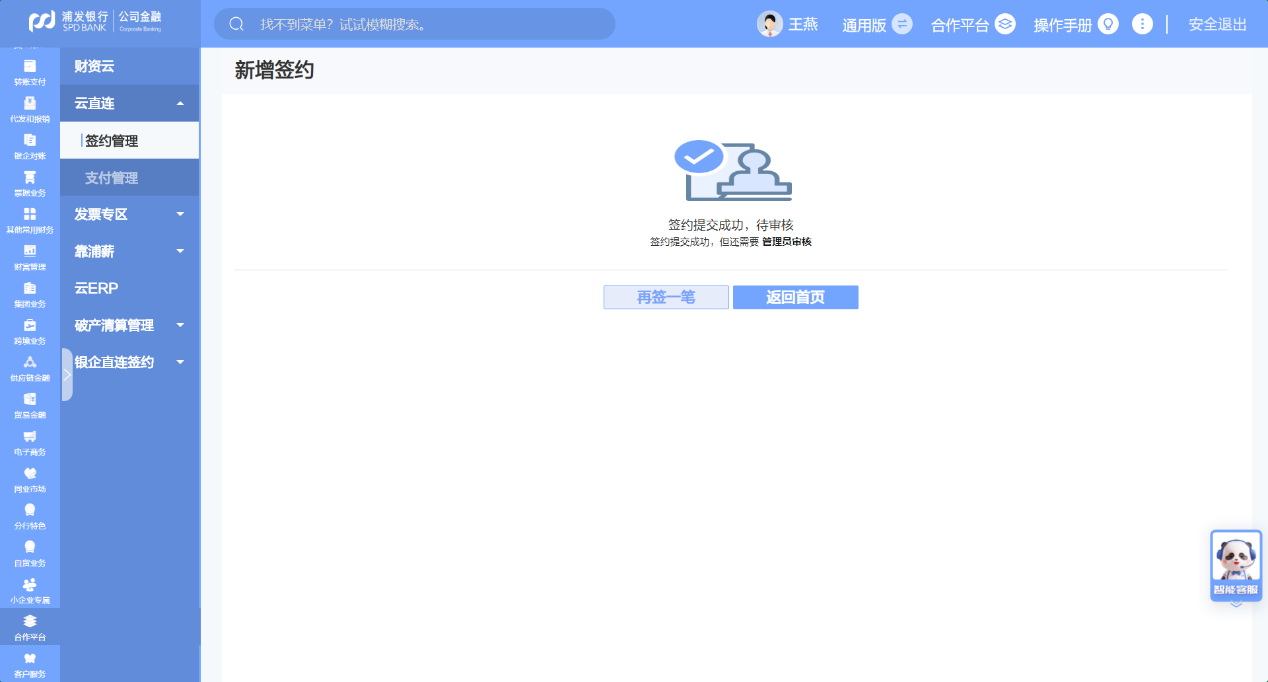 浦发银行 公司金融
SPD BANK Corporate Banking
找不到菜单？试试模糊搜索。
王燕
通用版
合作平台
操作手册
安全退出
转账支付
代发和报销
银企对账
票据业务
其他常用财务
财富管理
集团业务
跨境业务
供应链金融
贸易金融
电子商务
同业市场
分行特色
自贸业务
小企业专属
合作平台
客户服务
财资云
云直连
签约管理
支付管理
发票专区
靠浦薪
云ERP
破产清算管理
银企直连签约
新增签约
签约提交成功，待审核
签约提交成功，但还需要 管理员审核
再签一笔
返回首页
智能客服